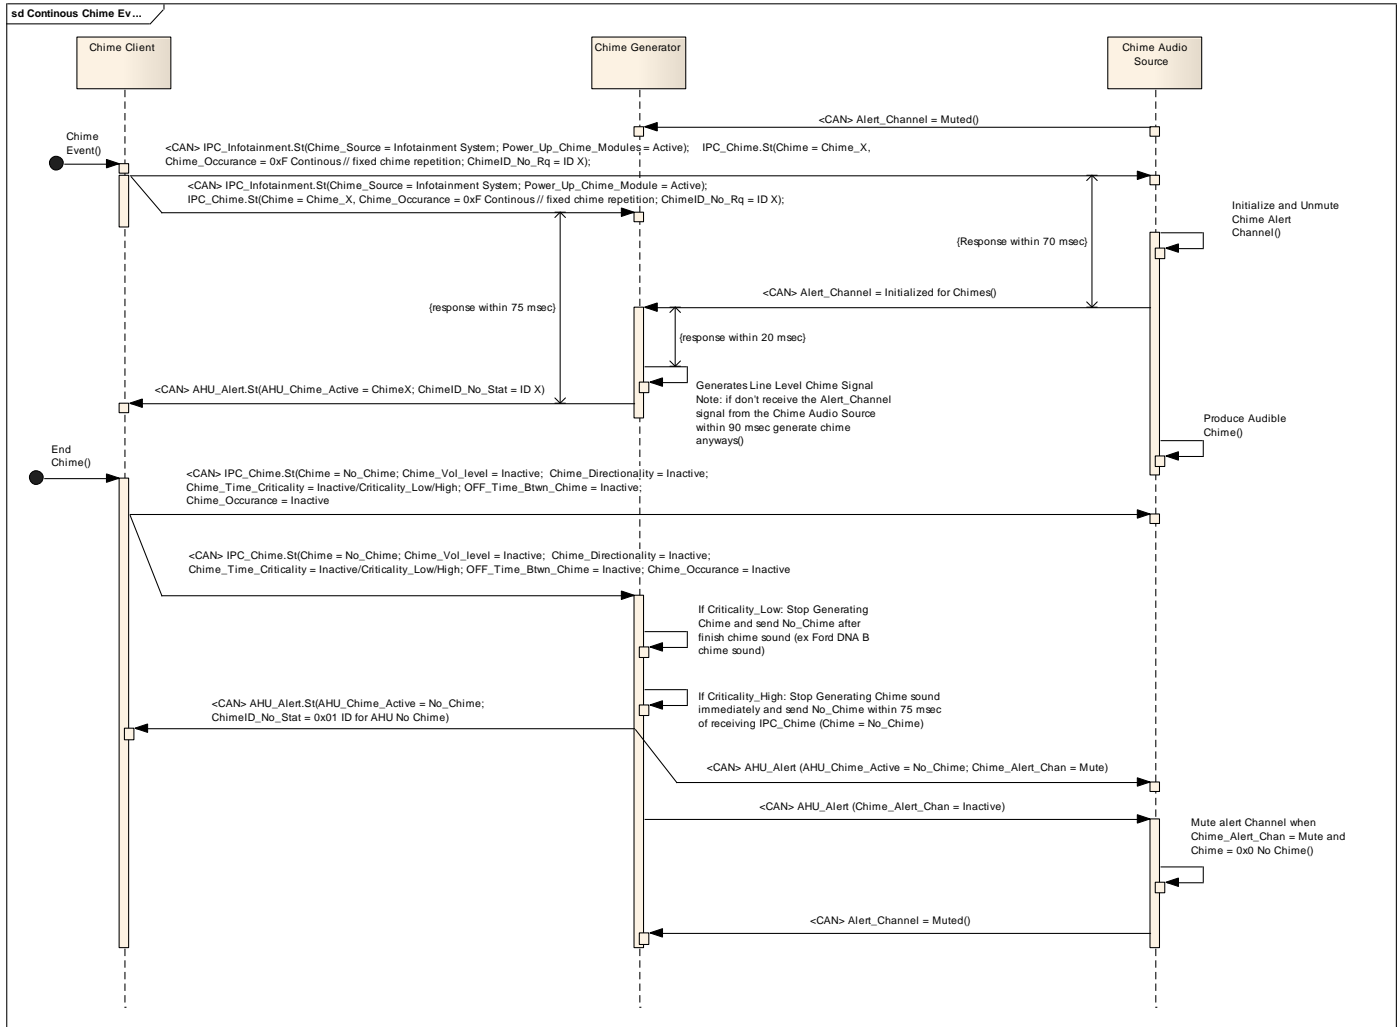 sd Continous Chime Ev...
Chime Client
Chime Generator
Chime Audio
Source
<CAN> Alert_Channel = Muted()
Chime
Event()
<CAN> IPC_Infotainment.St(Chime_Source = Infotainment System; Power_Up_Chime_Modules = Active);    IPC_Chime.St(Chime = Chime_X,
Chime_Occurance = 0xF Continous // fixed chime repetition; ChimeID_No_Rq = ID X);
<CAN> IPC_Infotainment.St(Chime_Source = Infotainment System; Power_Up_Chime_Module = Active);
IPC_Chime.St(Chime = Chime_X, Chime_Occurance = 0xF Continous // fixed chime repetition; ChimeID_No_Rq = ID X);
Initialize and Unmute
Chime Alert
Channel()
{Response within 70 msec}
<CAN> Alert_Channel = Initialized for Chimes()
{response within 75 msec}
{response within 20 msec}
<CAN> AHU_Alert.St(AHU_Chime_Active = ChimeX; ChimeID_No_Stat = ID X)
Generates Line Level Chime Signal
Note: if don't receive the Alert_Channel
signal from the Chime Audio Source
within 90 msec generate chime
anyways()
Produce Audible
Chime()
End
Chime()
<CAN> IPC_Chime.St(Chime = No_Chime; Chime_Vol_level = Inactive;  Chime_Directionality = Inactive;
Chime_Time_Criticality = Inactive/Criticality_Low/High; OFF_Time_Btwn_Chime = Inactive;
Chime_Occurance = Inactive
<CAN> IPC_Chime.St(Chime = No_Chime; Chime_Vol_level = Inactive;  Chime_Directionality = Inactive;
Chime_Time_Criticality = Inactive/Criticality_Low/High; OFF_Time_Btwn_Chime = Inactive; Chime_Occurance = Inactive
If Criticality_Low: Stop Generating
Chime and send No_Chime after
finish chime sound (ex Ford DNA B
chime sound)
If Criticality_High: Stop Generating Chime sound
immediately and send No_Chime within 75 msec
of receiving IPC_Chime (Chime = No_Chime)
<CAN> AHU_Alert.St(AHU_Chime_Active = No_Chime;
ChimeID_No_Stat = 0x01 ID for AHU No Chime)
<CAN> AHU_Alert (AHU_Chime_Active = No_Chime; Chime_Alert_Chan = Mute)
<CAN> AHU_Alert (Chime_Alert_Chan = Inactive)
Mute alert Channel when
Chime_Alert_Chan = Mute and
Chime = 0x0 No Chime()
<CAN> Alert_Channel = Muted()